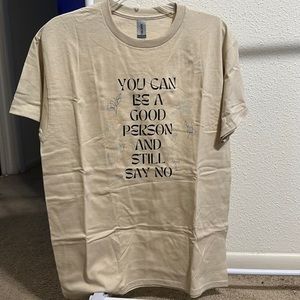 YOU CAN
BE A
GOOD
PERSON
AND
STILL
SAY NO